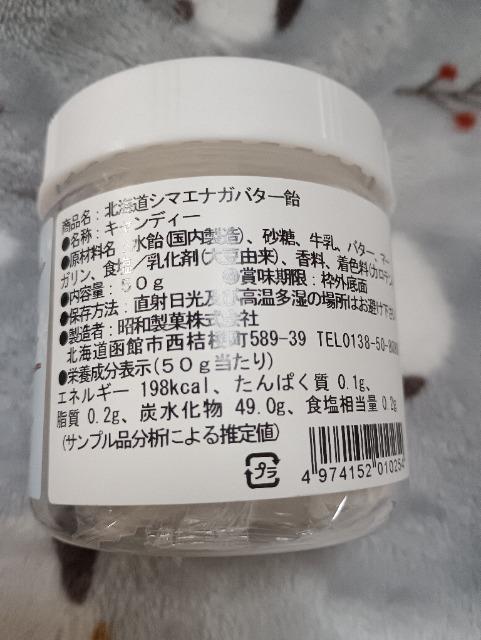 商品名：北海道シマエナガバター飴
●名称：キャンディー
●原材料名：水飴(国内製造)、砂糖、牛乳、バター、マー
ガリン、食塩／乳化剤(大豆由来)、香料、着色料(カロチン)
●内容量：50g ●賞味期限：枠外底面
●保存方法：直射日光及び高温多湿の場所はお避け下さい
●製造者：昭和製菓株式会社
北海道函館市西桔梗町589-39 TEL0138-50-
●栄養成分表示(50g当たり)
エネルギー 198kcal、たんぱく質 0.1g、
脂質 0.2g、炭水化物 49.0g、食塩相当量 0.2g
(サンプル品分析による推定値)
プラ
4 974152 010254